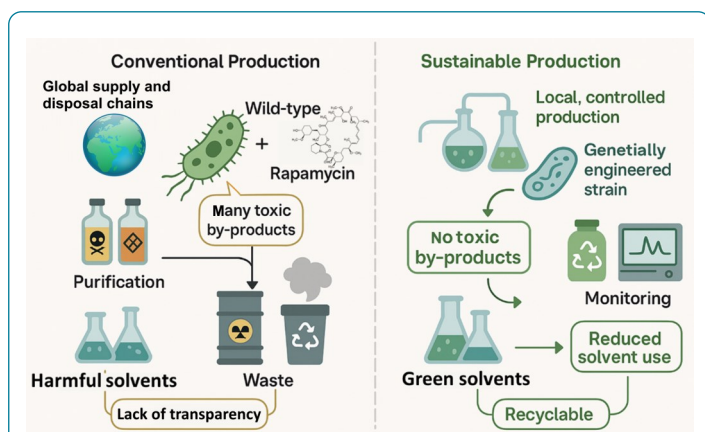 Conventional Production
Global supply and
disposal chains
Wild-type
+
Rapamycin
Many toxic
by-products
Purification
Harmful solvents
Waste
Lack of transparency
Sustainable Production
Local, controlled
production
Genetially
engineered
strain
No toxic
by-products
Monitoring
Green solvents
Reduced
solvent use
Recyclable